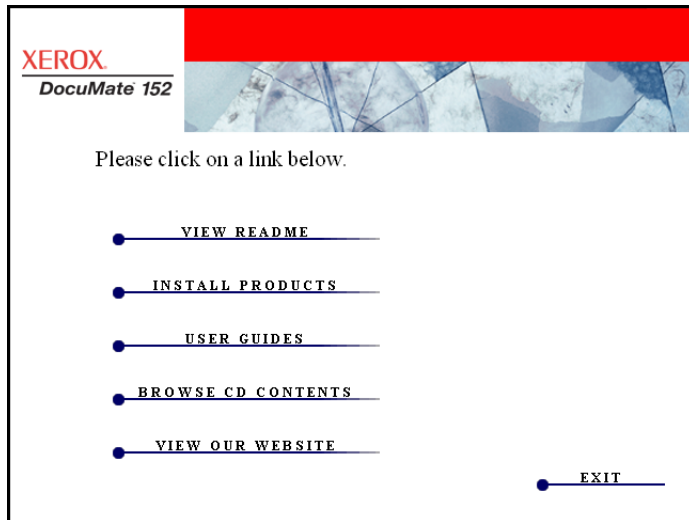 XEROX.
DocuMate 152
Please click on a link below.
VIEW README
INSTALL PRODUCTS
USER GUIDES
BROWSE CD CONTENTS
VIEW OUR WEBSITE
EXIT